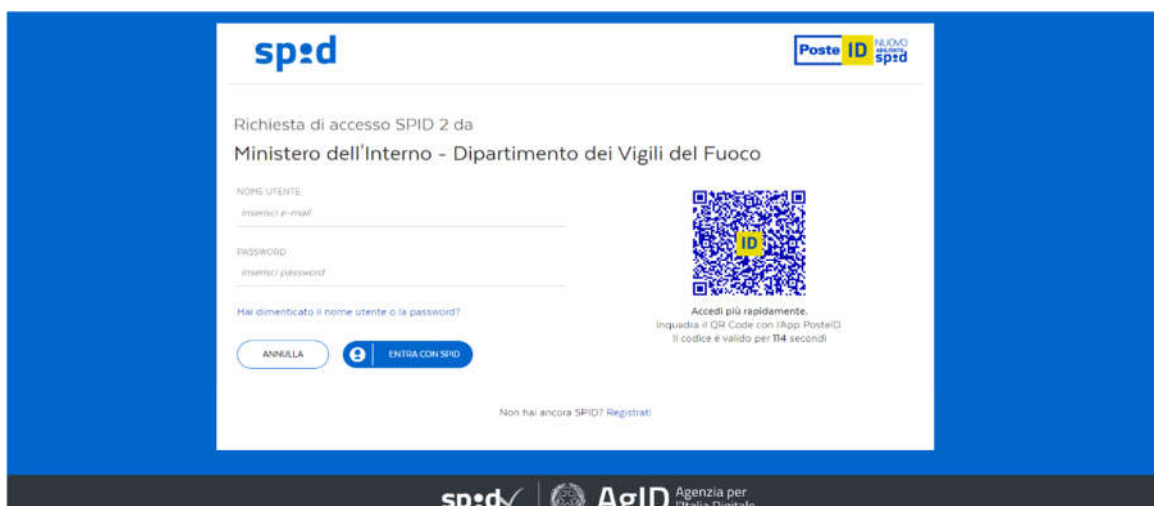 spid
Poste ID NUOVO
spid
Richiesta di accesso SPID 2 da
Ministero dell'Interno - Dipartimento dei Vigili del Fuoco
NOME UTENTE
inserisci e-mail
PASSWORD
inserisci password
Hai dimenticato il nome utente o la password?
ID
Accedi più rapidamente.
Inquadra il QR Code con l'App PosteID.
Il codice è valido per 114 secondi
ANNULLA
ENTRA CON SPID
Non hai ancora SPID? Registrati
spid
AgID
Agenzia per
l'Italia Digitale